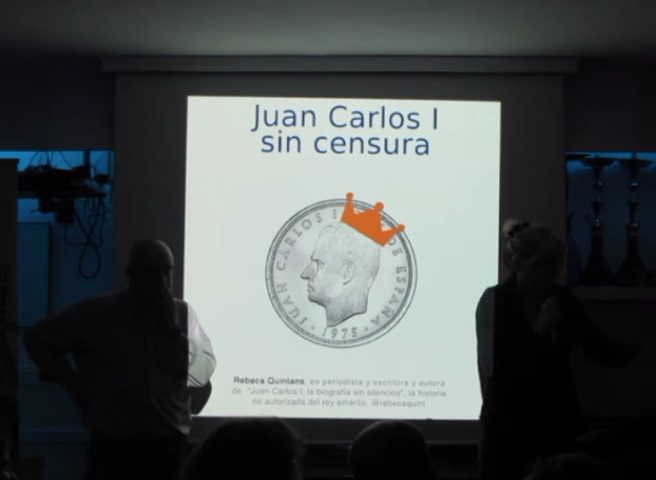 Juan Carlos I
sin censura
JUAN CARLOS I REY DE ESPAÑA
· 1975 ·
Rebeca Quintans, es periodista y escritora y autora
de "Juan Carlos I, la biografía sin silencios", la historia
no autorizada del rey emérito. @rebecaquint